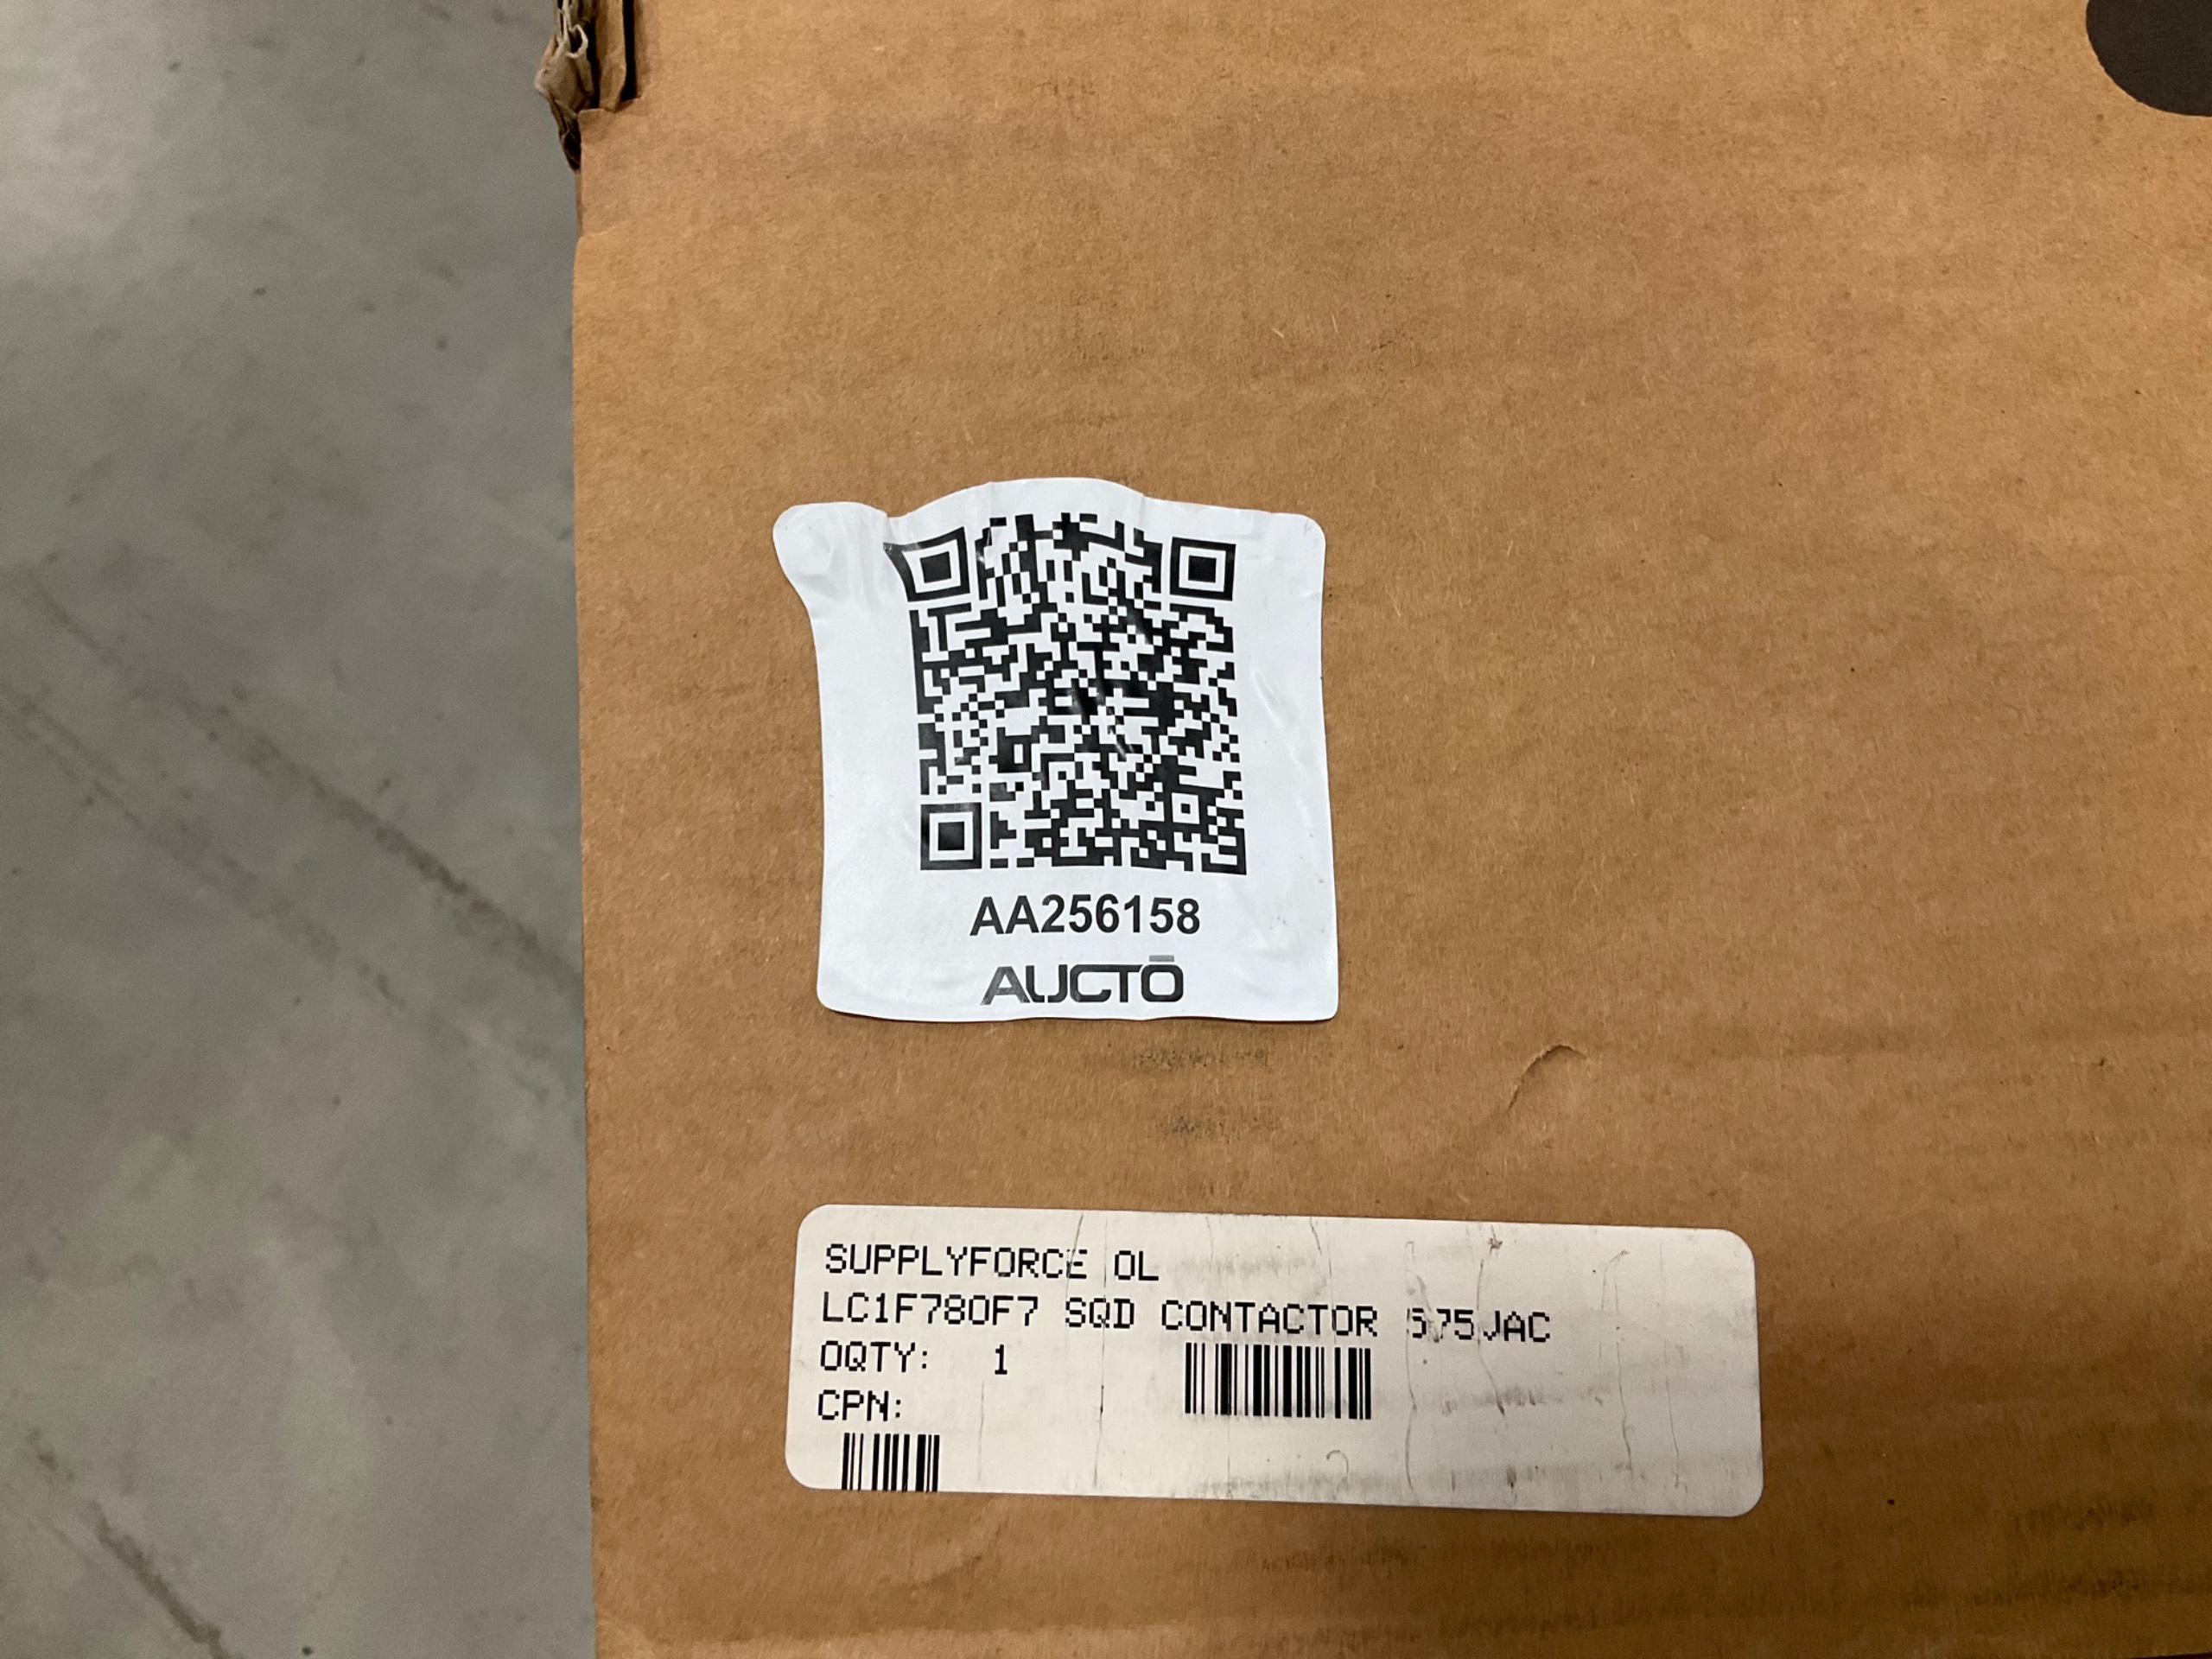 AA256158
AUCTŌ
SUPPLYFORCE OL
LC1F780F7 SQD CONTACTOR
OQTY: 1
CPN: